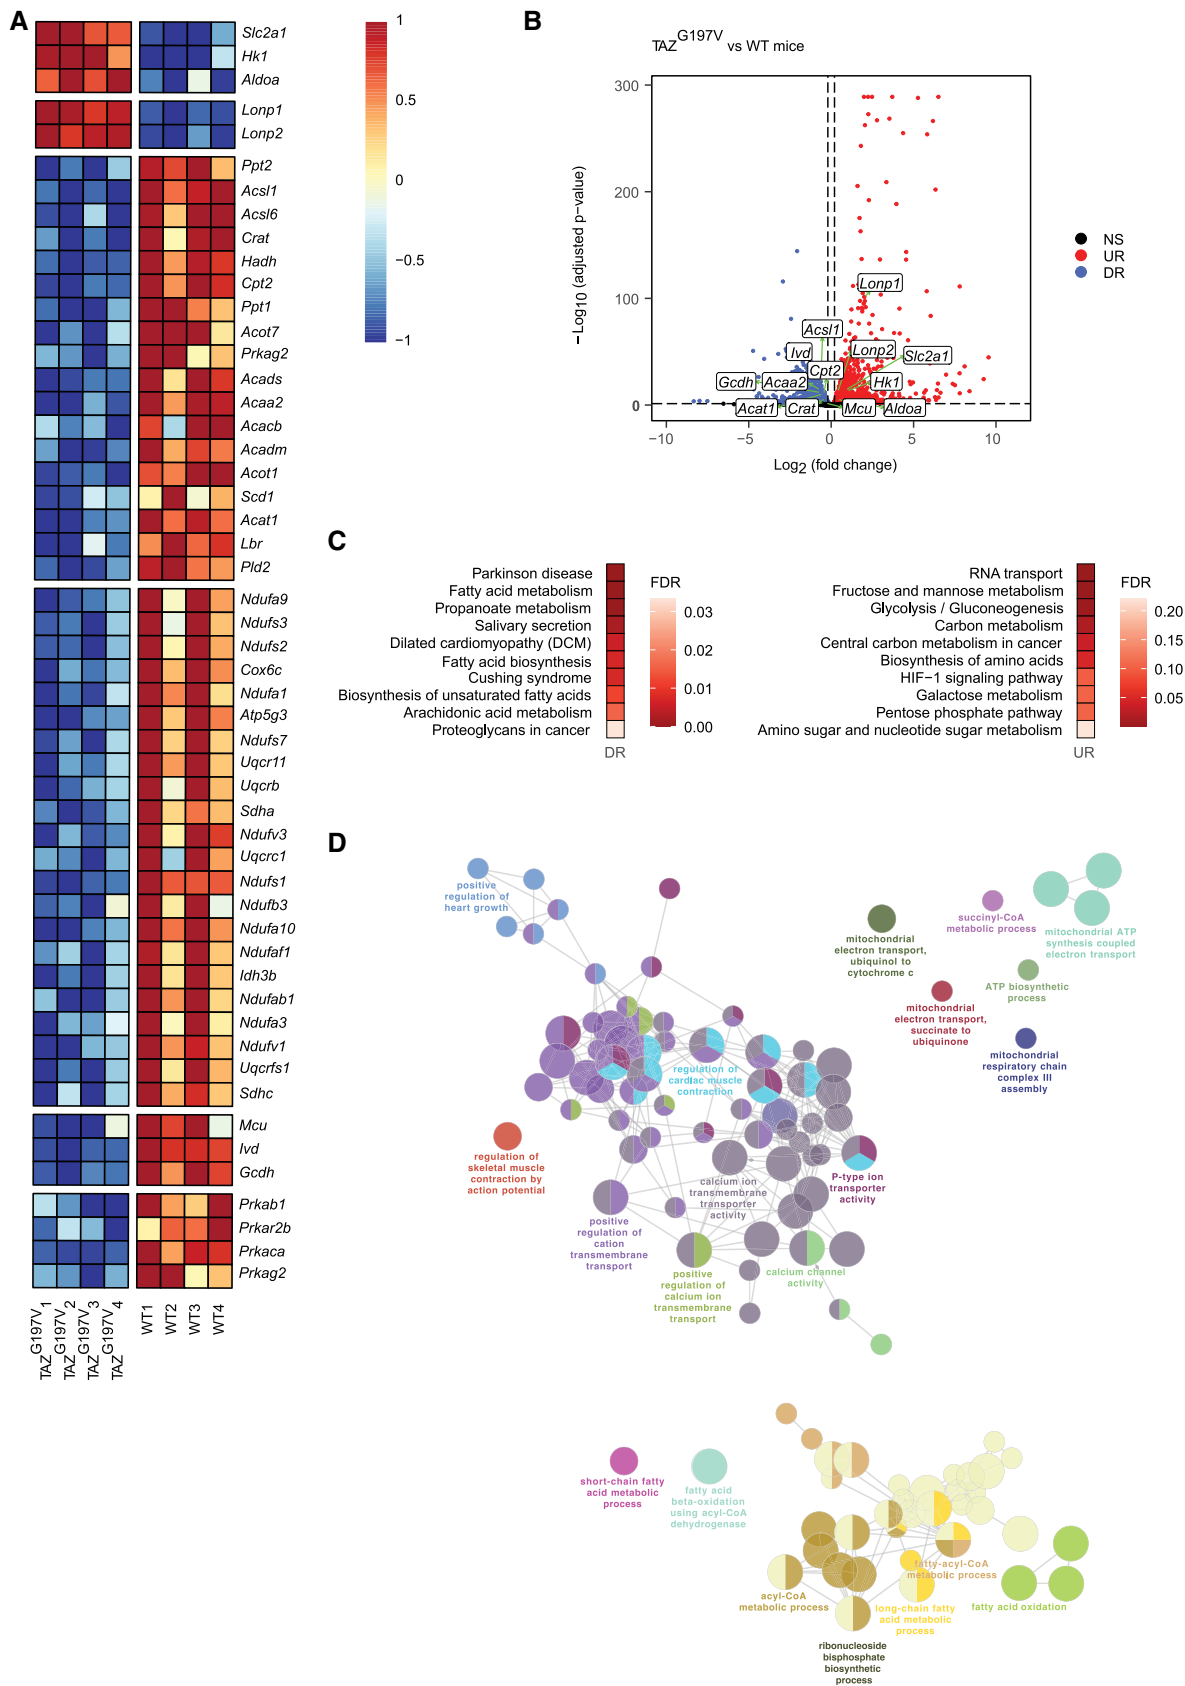 A
Slc2a1
Hk1
Aldoa
Lonp1
Lonp2
Ppt2
Acsl1
Acsl6
Crat
Hadh
Cpt2
Ppt1
Acot7
Prkag2
Acads
Acaa2
Acacb
Acadm
Acot1
Scd1
Acat1
Lbr
Pld2
Ndufa9
Ndufs3
Ndufs2
Cox6c
Ndufa1
Atp5g3
Ndufs7
Uqcr11
Uqcrb
Sdha
Ndufv3
Uqcrc1
Ndufs1
Ndufb3
Ndufa10
Ndufaf1
Idh3b
Ndufab1
Ndufa3
Ndufv1
Uqcrfs1
Sdhc
Mcu
Ivd
Gcdh
Prkab1
Prkar2b
Prkaca
Prkag2
TAZG197V1
TAZG197V2
TAZG197V3
TAZG197V4
WT1
WT2
WT3
WT4
1
0.5
0
−0.5
−1
B
TAZG197V vs WT mice
−Log10 (adjusted p−value)
300
200
100
0
−10
−5
0
5
10
Log2 (fold change)
Lonp1
Acsl1
Ivd
Lonp2
Slc2a1
Cpt2
Gcdh
Acaa2
Hk1
Acat1
Crat
Mcu
Aldoa
NS
UR
DR
C
Parkinson disease
Fatty acid metabolism
Propanoate metabolism
Salivary secretion
Dilated cardiomyopathy (DCM)
Fatty acid biosynthesis
Cushing syndrome
Biosynthesis of unsaturated fatty acids
Arachidonic acid metabolism
Proteoglycans in cancer
DR
FDR
0.03
0.02
0.01
0.00
RNA transport
Fructose and mannose metabolism
Glycolysis / Gluconeogenesis
Carbon metabolism
Central carbon metabolism in cancer
Biosynthesis of amino acids
HIF−1 signaling pathway
Galactose metabolism
Pentose phosphate pathway
Amino sugar and nucleotide sugar metabolism
UR
FDR
0.20
0.15
0.10
0.05
D
positive
regulation of
heart growth
mitochondrial
electron transport,
ubiquinol to
cytochrome c
succinyl-CoA
metabolic process
mitochondrial ATP
synthesis coupled
electron transport
ATP biosynthetic
process
mitochondrial
electron transport,
succinate to
ubiquinone
mitochondrial
respiratory chain
complex III
assembly
regulation of
cardiac muscle
contraction
regulation of
skeletal muscle
contraction by
action potential
calcium ion
transmembrane
transporter
activity
P-type ion
transporter
activity
positive
regulation of
cation
transmembrane
transport
positive
regulation of
calcium ion
transmembrane
transport
calcium channel
activity
short-chain fatty
acid metabolic
process
fatty acid
beta-oxidation
using acyl-CoA
dehydrogenase
fatty-acyl-CoA
metabolic process
acyl-CoA
metabolic process
long-chain fatty
acid metabolic
process
fatty acid oxidation
ribonucleoside
bisphosphate
biosynthetic
process